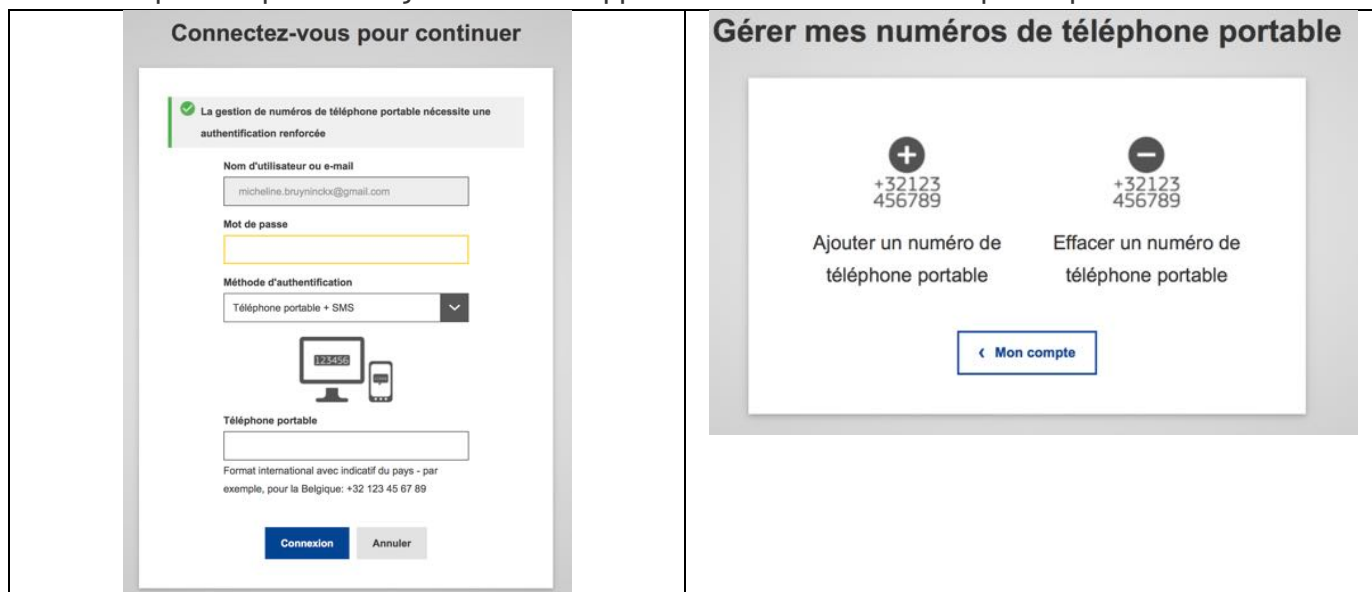 Connectez-vous pour continuer
La gestion de numéros de téléphone portable nécessite une
authentification renforcée
Nom d'utilisateur ou e-mail
micheline.bruyninckx@gmail.com
Mot de passe
Méthode d'authentification
Téléphone portable + SMS
123456
Téléphone portable
Format international avec indicatif du pays - par
exemple, pour la Belgique: +32 123 45 67 89
Connexion
Annuler
Gérer mes numéros de téléphone portable
+32123
456789
Ajouter un numéro de
téléphone portable
+32123
456789
Effacer un numéro de
téléphone portable
‹ Mon compte